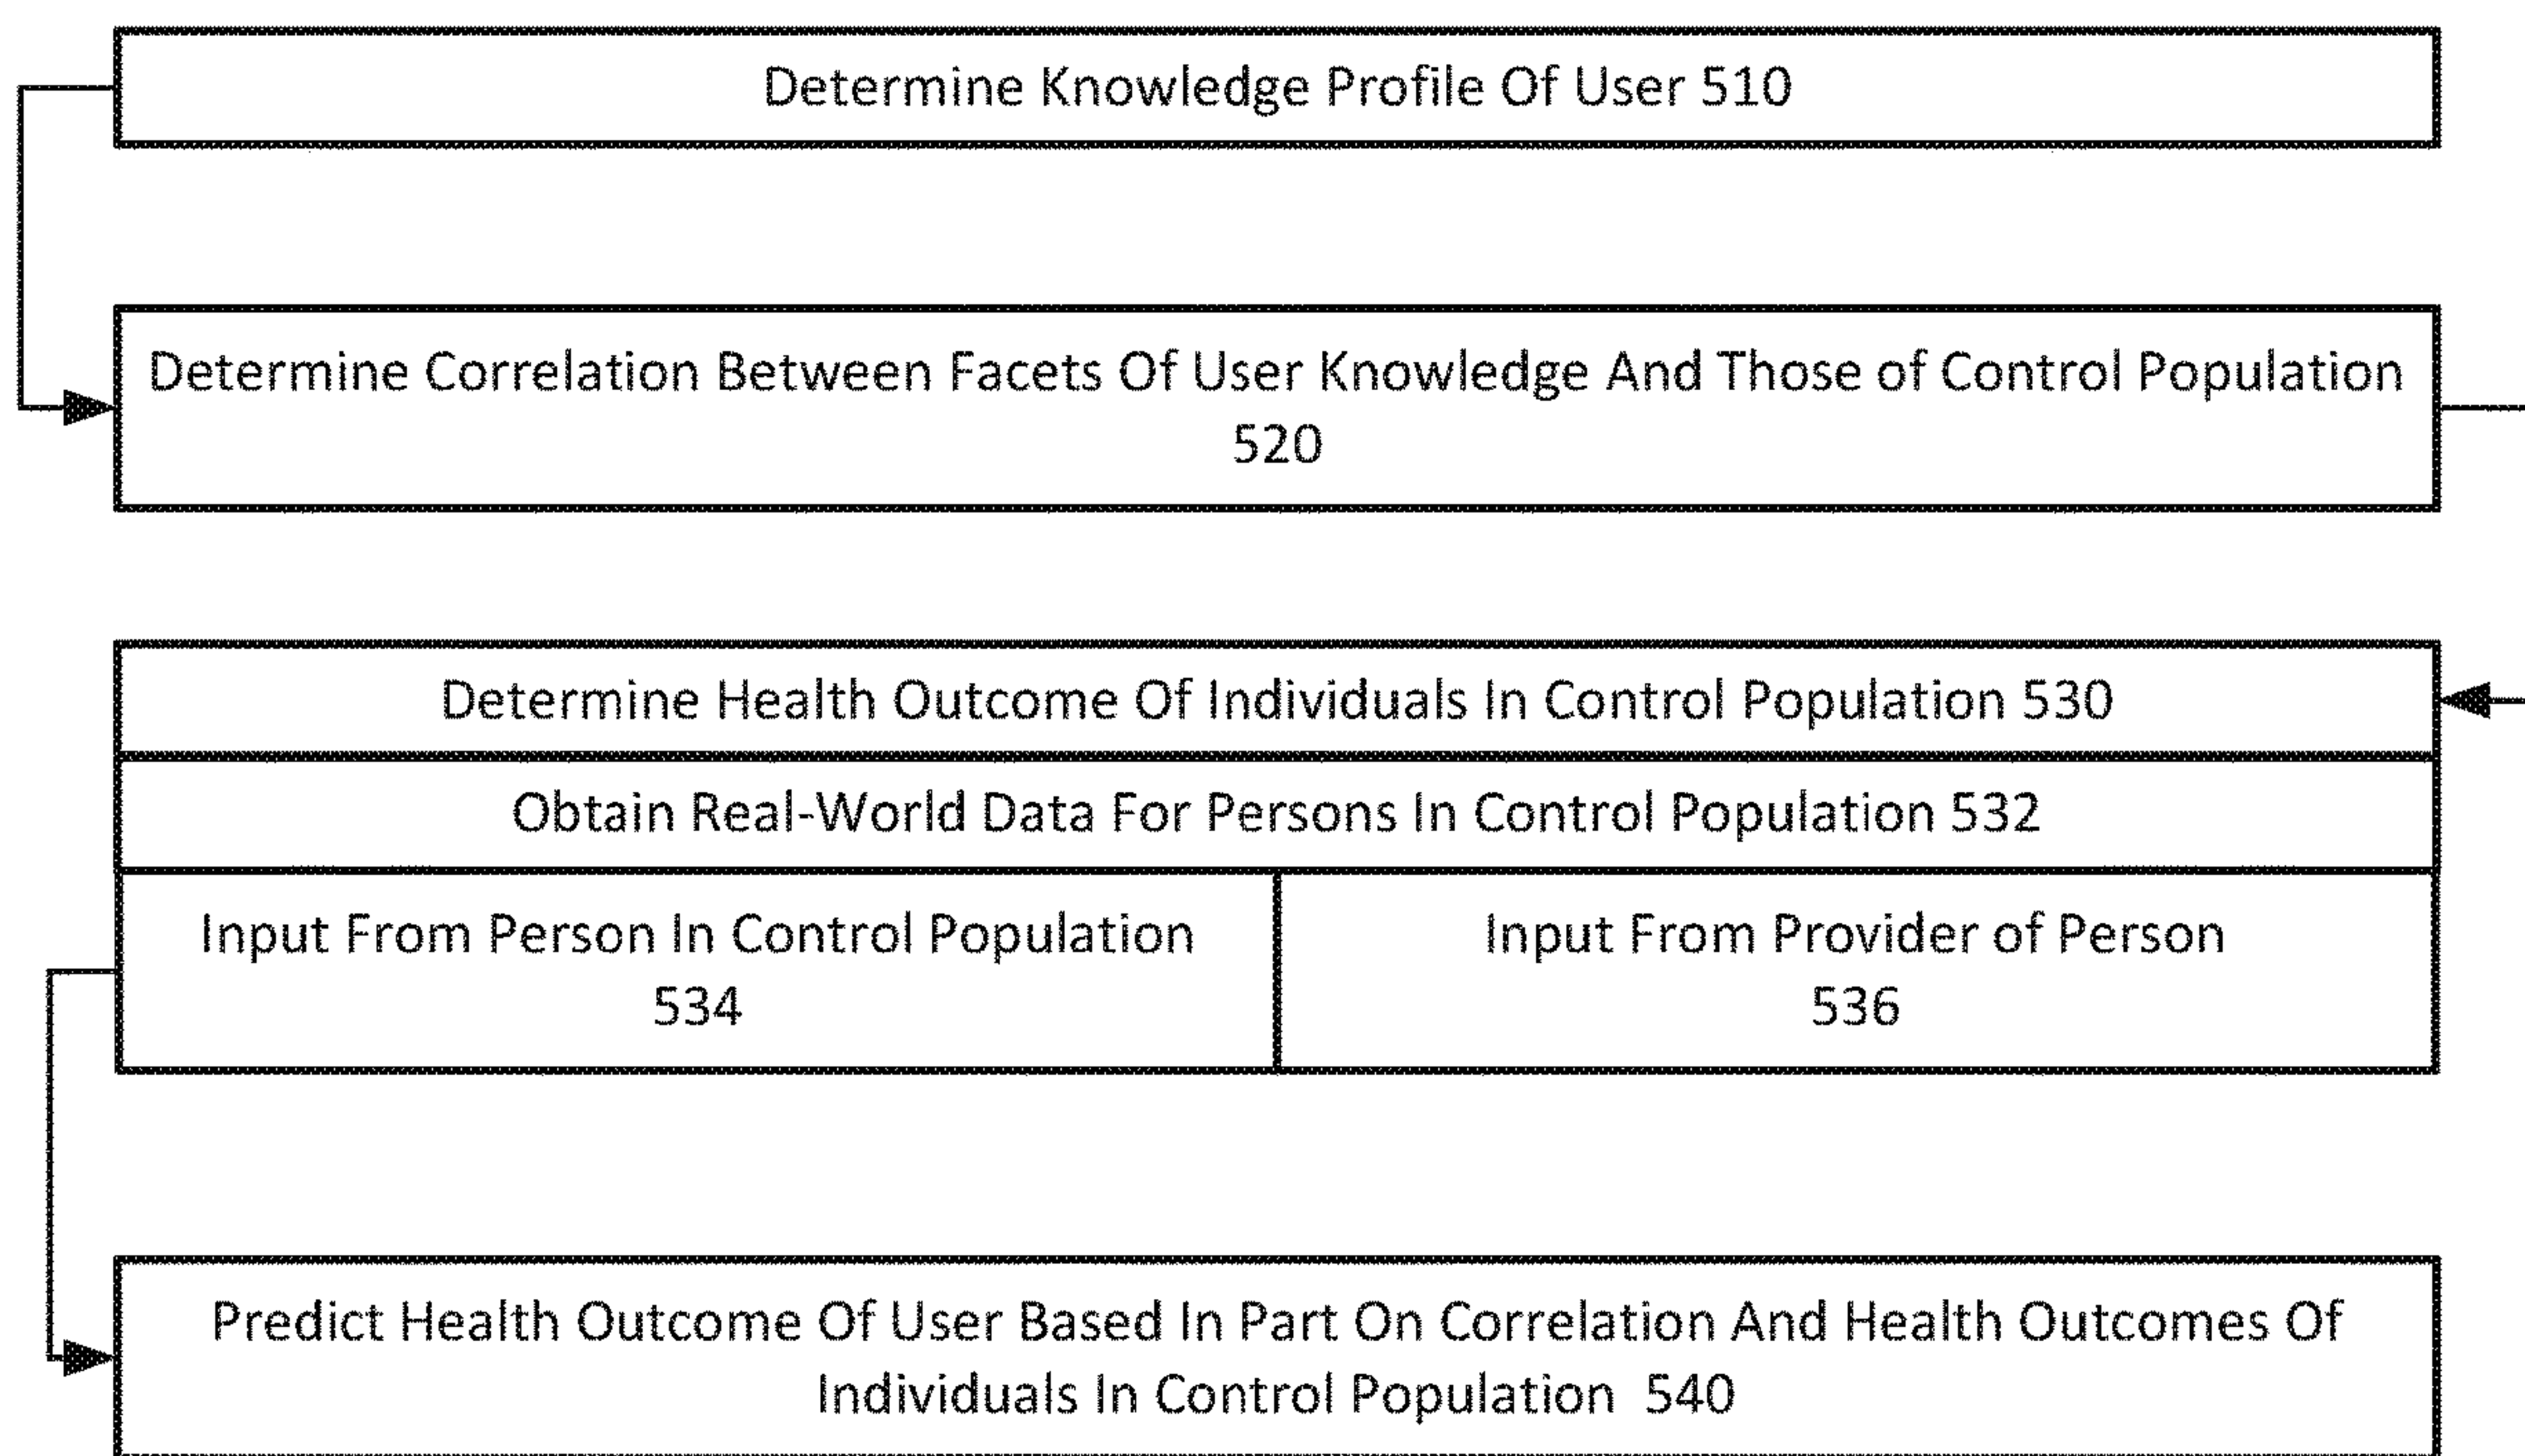 Determine Knowledge Profile Of User 510
Determine Correlation Between Facets Of User Knowledge And Those of Control Population
520
Determine Health Outcome Of Individuals In Control Population 530
Obtain Real-World Data For Persons In Control Population 532
Input From Person In Control Population
534
Input From Provider of Person
536
Predict Health Outcome Of User Based In Part On Correlation And Health Outcomes Of
Individuals In Control Population 540